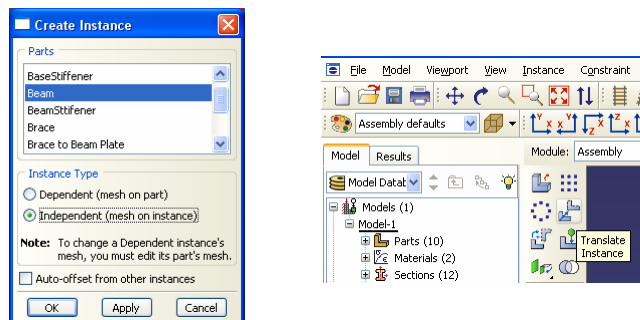 Create Instance
Parts
BaseStiffener
Beam
BeamSttifener
Brace
Brace to Beam Plate
Instance Type
Dependent (mesh on part)
Independent (mesh on instance)
Note: To change a Dependent instance's
mesh, you must edit its part's mesh.
Auto-offset from other instances
OK Apply Cancel
File Model Viewport View Instance Constraint
Assembly defaults
Model Results
Module: Assembly
Model Datab
Models (1)
Model-1
Parts (10)
Materials (2)
Sections (12)
Translate
Instance